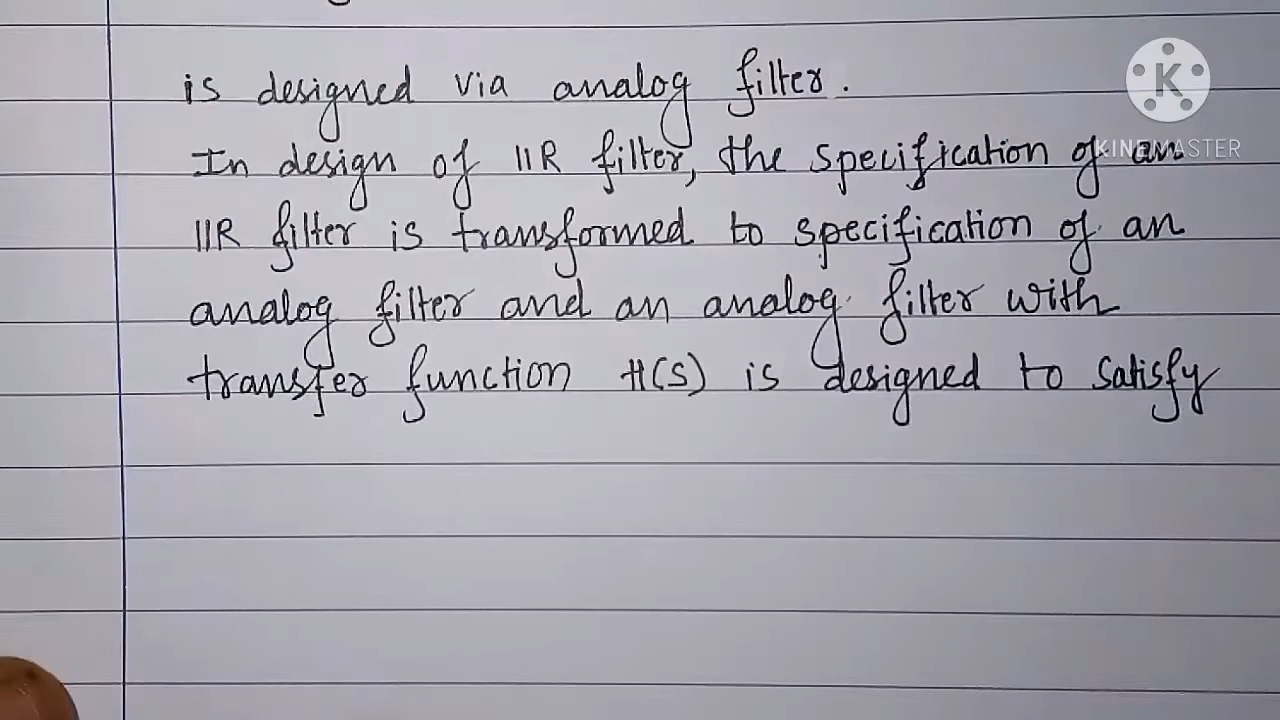 is designed via analog filter.
In design of IIR filter, the specification of an
IIR filter is transformed to specification of an
analog filter and an analog filter with
transfer function H(S) is designed to satisfy
K
KINEMASTER